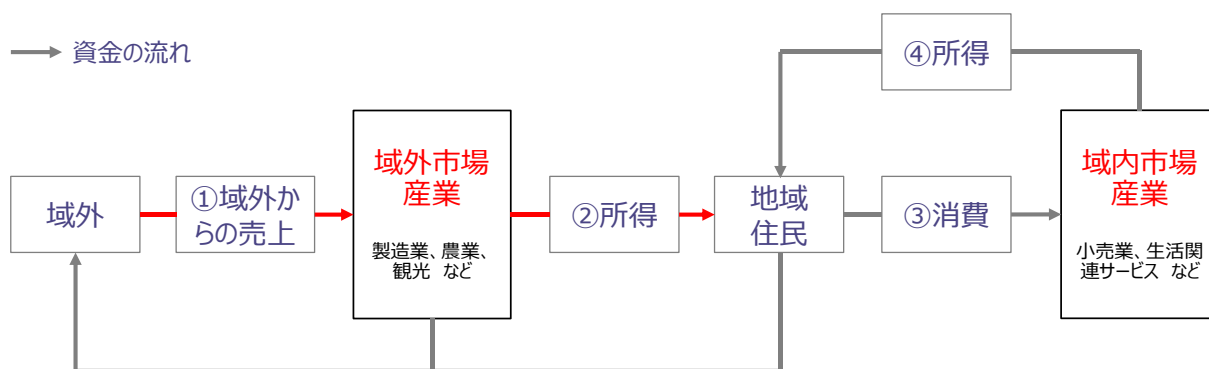 資金の流れ
④所得
域外市場
産業
製造業、農業、
観光 など
域外
①域外か
らの売上
②所得
地域
住民
③消費
域内市場
産業
小売業、生活関
連サービス など